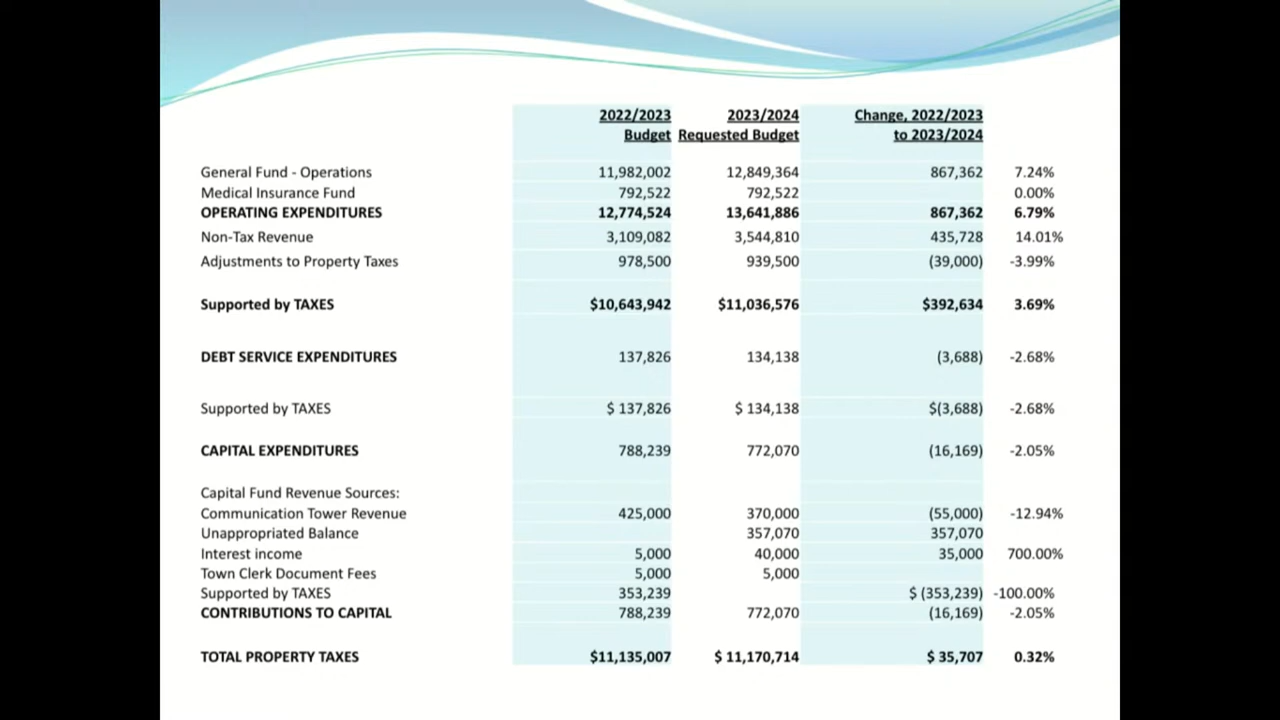 2022/2023 2023/2024 Change, 2022/2023
Budget Requested Budget to 2023/2024
General Fund - Operations 11,982,002 12,849,364 867,362 7.24%
Medical Insurance Fund 792,522 792,522 0.00%
OPERATING EXPENDITURES 12,774,524 13,641,886 867,362 6.79%
Non-Tax Revenue 3,109,082 3,544,810 435,728 14.01%
Adjustments to Property Taxes 978,500 939,500 (39,000) -3.99%
Supported by TAXES $10,643,942 $11,036,576 $392,634 3.69%
DEBT SERVICE EXPENDITURES 137,826 134,138 (3,688) -2.68%
Supported by TAXES $ 137,826 $ 134,138 $(3,688) -2.68%
CAPITAL EXPENDITURES 788,239 772,070 (16,169) -2.05%
Capital Fund Revenue Sources:
Communication Tower Revenue 425,000 370,000 (55,000) -12.94%
Unappropriated Balance 357,070 357,070
Interest income 5,000 40,000 35,000 700.00%
Town Clerk Document Fees 5,000 5,000
Supported by TAXES 353,239 $ (353,239) -100.00%
CONTRIBUTIONS TO CAPITAL 788,239 772,070 (16,169) -2.05%
TOTAL PROPERTY TAXES $11,135,007 $ 11,170,714 $ 35,707 0.32%